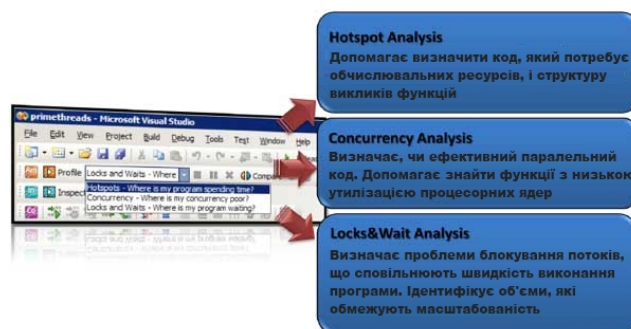 primethreads - Microsoft Visual Studio
File Edit View Project Build Debug Tools Test Window Help
Profile Locks and Waits - Where Compare
Inspect Hotspots - Where is my program spending time?
Concurrency - Where is my concurrency poor?
Locks and Waits - Where is my program waiting?
Hotspot Analysis
Допомагає визначити код, який потребує
обчислювальних ресурсів, і структуру
викликів функцій
Concurrency Analysis
Визначає, чи ефективний паралельний
код. Допомагає знайти функції з низькою
утилізацією процесорних ядер
Locks&Wait Analysis
Визначає проблеми блокування потоків,
що сповільнюють швидкість виконання
програми. Ідентифікує об'єми, які
обмежують масштабованість